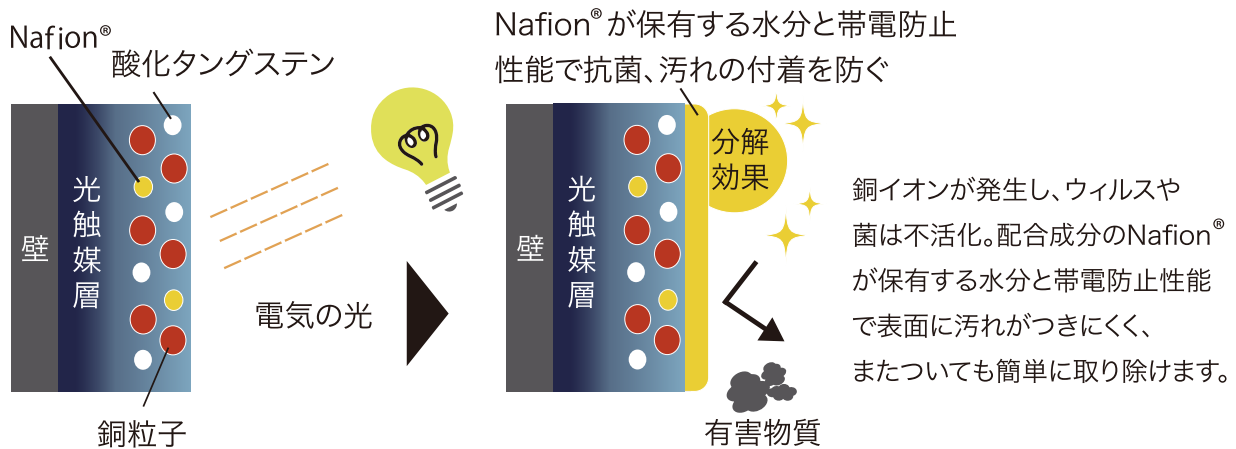 Nafion®
酸化タングステン
壁
光触媒層
電気の光
銅粒子
Nafion®が保有する水分と帯電防止
性能で抗菌、汚れの付着を防ぐ
壁
光触媒層
分解
効果
有害物質
銅イオンが発生し、ウィルスや
菌は不活化。配合成分のNafion®
が保有する水分と帯電防止性能
で表面に汚れがつきにくく、
またついても簡単に取り除けます。